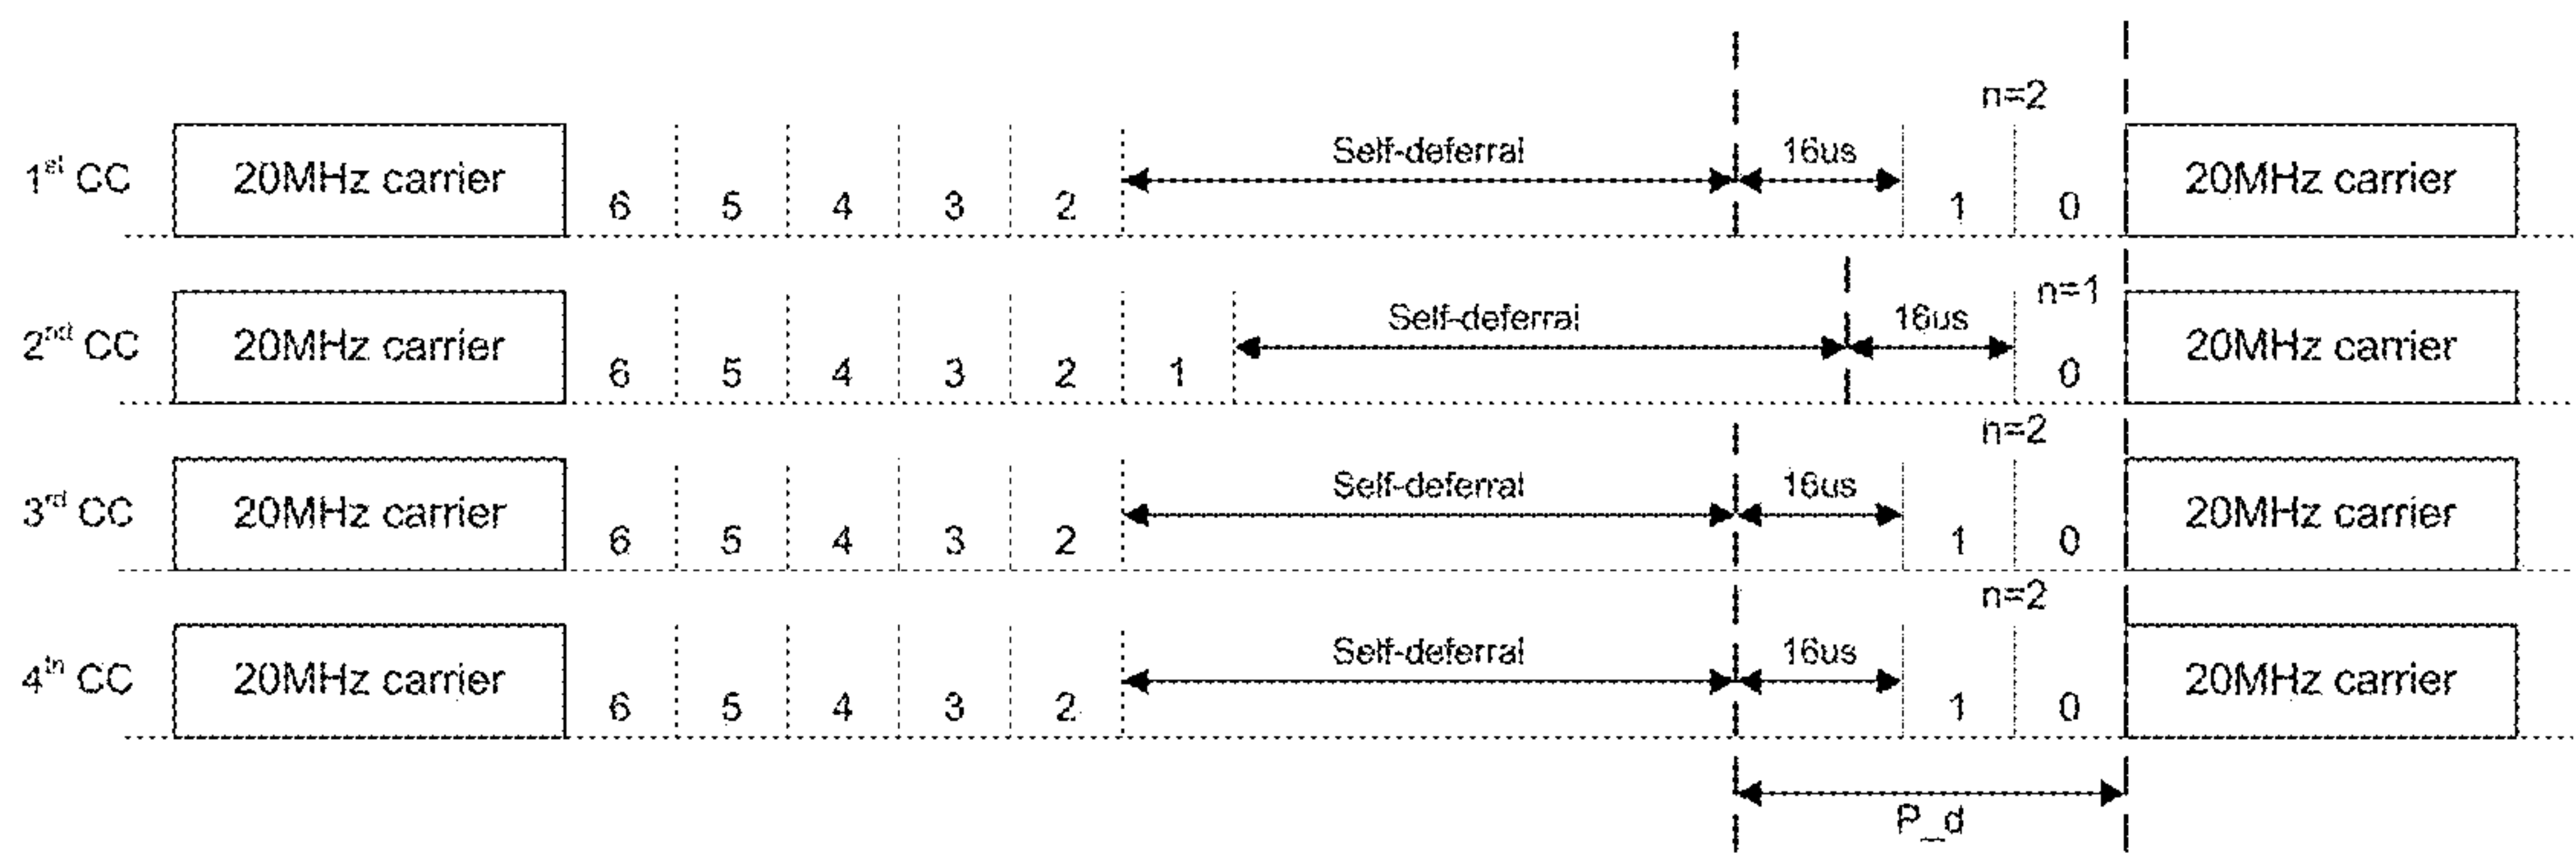 n=2
1st CC 20MHz carrier 6 5 4 3 2 Self-deferral 16us 1 0 20MHz carrier
n=1
2nd CC 20MHz carrier 6 5 4 3 2 1 Self-deferral 16us 0 20MHz carrier
n=2
3rd CC 20MHz carrier 6 5 4 3 2 Self-deferral 16us 1 0 20MHz carrier
n=2
4th CC 20MHz carrier 6 5 4 3 2 Self-deferral 16us 1 0 20MHz carrier
P_d